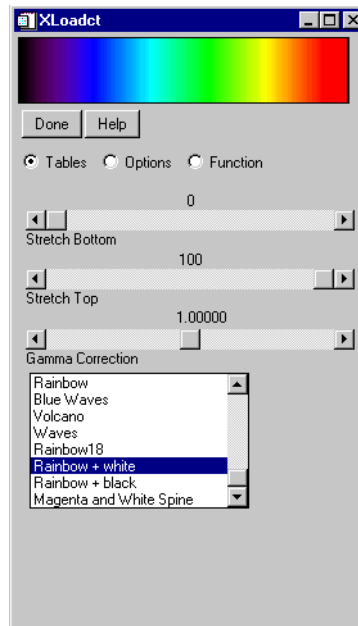 XLoadct
Done Help
Tables Options Function
0
Stretch Bottom
100
Stretch Top
1.00000
Gamma Correction
Rainbow
Blue Waves
Volcano
Waves
Rainbow18
Rainbow + white
Rainbow + black
Magenta and White Spine